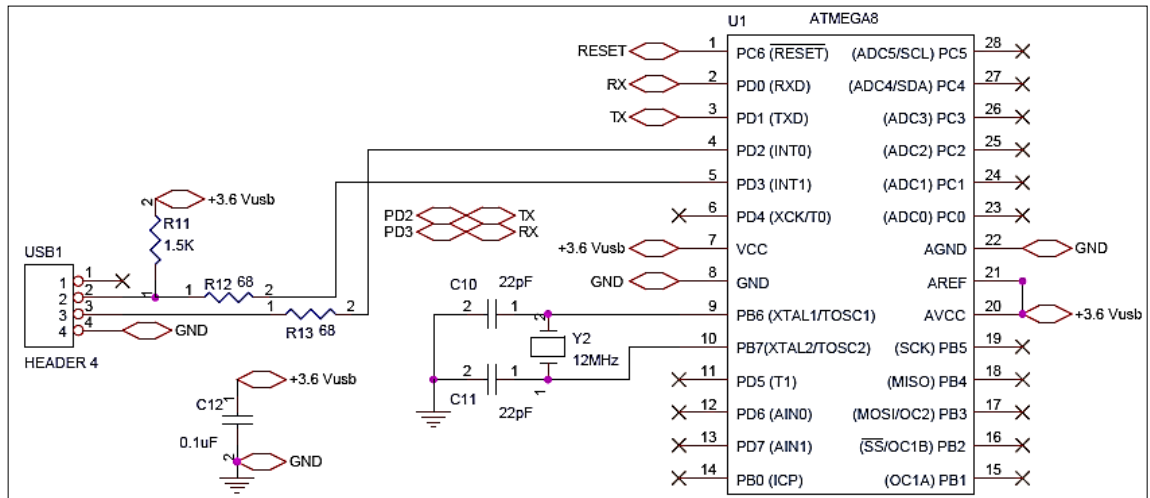 U1 ATMEGA8
RESET 1 PC6 (RESET) (ADC5/SCL) PC5 28
RX 2 PD0 (RXD) (ADC4/SDA) PC4 27
TX 3 PD1 (TXD) (ADC3) PC3 26
4 PD2 (INT0) (ADC2) PC2 25
5 PD3 (INT1) (ADC1) PC1 24
6 PD4 (XCK/T0) (ADC0) PC0 23
+3.6 Vusb 7 VCC AGND 22 GND
GND 8 GND AREF 21
9 PB6 (XTAL1/TOSC1) AVCC 20 +3.6 Vusb
10 PB7(XTAL2/TOSC2) (SCK) PB5 19
11 PD5 (T1) (MISO) PB4 18
12 PD6 (AIN0) (MOSI/OC2) PB3 17
13 PD7 (AIN1) (SS/OC1B) PB2 16
14 PB0 (ICP) (OC1A) PB1 15
PD2 TX
PD3 RX
2 +3.6 Vusb
R11
1.5K
1
USB1
1 1
2 2
3 3
4 4 GND
HEADER 4
1 R12 68 2
1 R13 68 2
C10 22pF
2 1
2
Y2
12MHz
1
2 1
C11 22pF
+3.6 Vusb
1
C12
0.1uF
2 GND